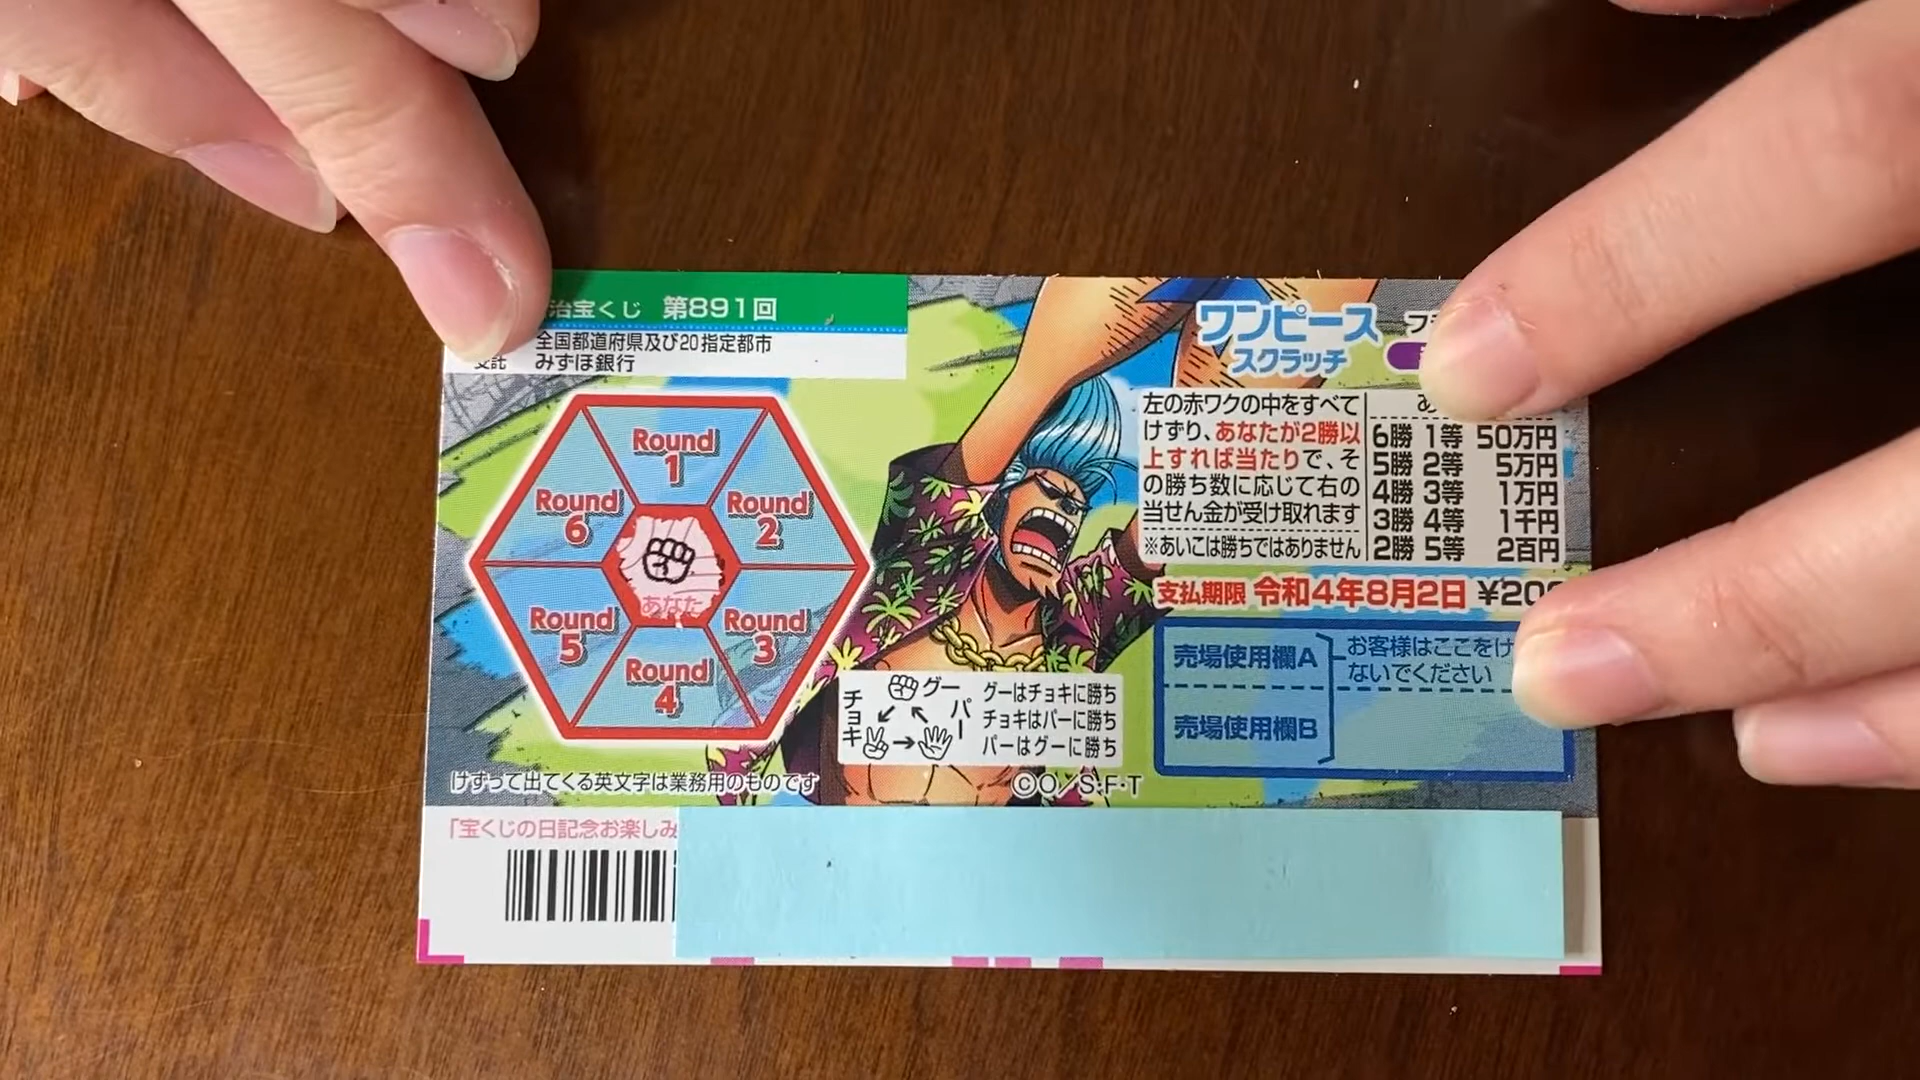 治宝くじ 第891回
全国都道府県及び20指定都市
受託 みずほ銀行
ワンピース
スクラッチ
Round
1
Round
2
Round
3
Round
4
Round
5
Round
6
あなた
左の赤ワクの中をすべて
けずり、あなたが2勝以
上すれば当たりで、そ
の勝ち数に応じて右の
当せん金が受け取れます
※あいこは勝ちではありません
6勝 1等 50万円
5勝 2等 5万円
4勝 3等 1万円
3勝 4等 1千円
2勝 5等 2百円
支払期限 令和4年8月2日 ¥200
売場使用欄A
売場使用欄B
お客様はここをけ
ないでください
グー
チョキ
パー
グーはチョキに勝ち
チョキはパーに勝ち
パーはグーに勝ち
けずって出てくる英文字は業務用のものです
©O/S・F・T
「宝くじの日記念お楽しみ